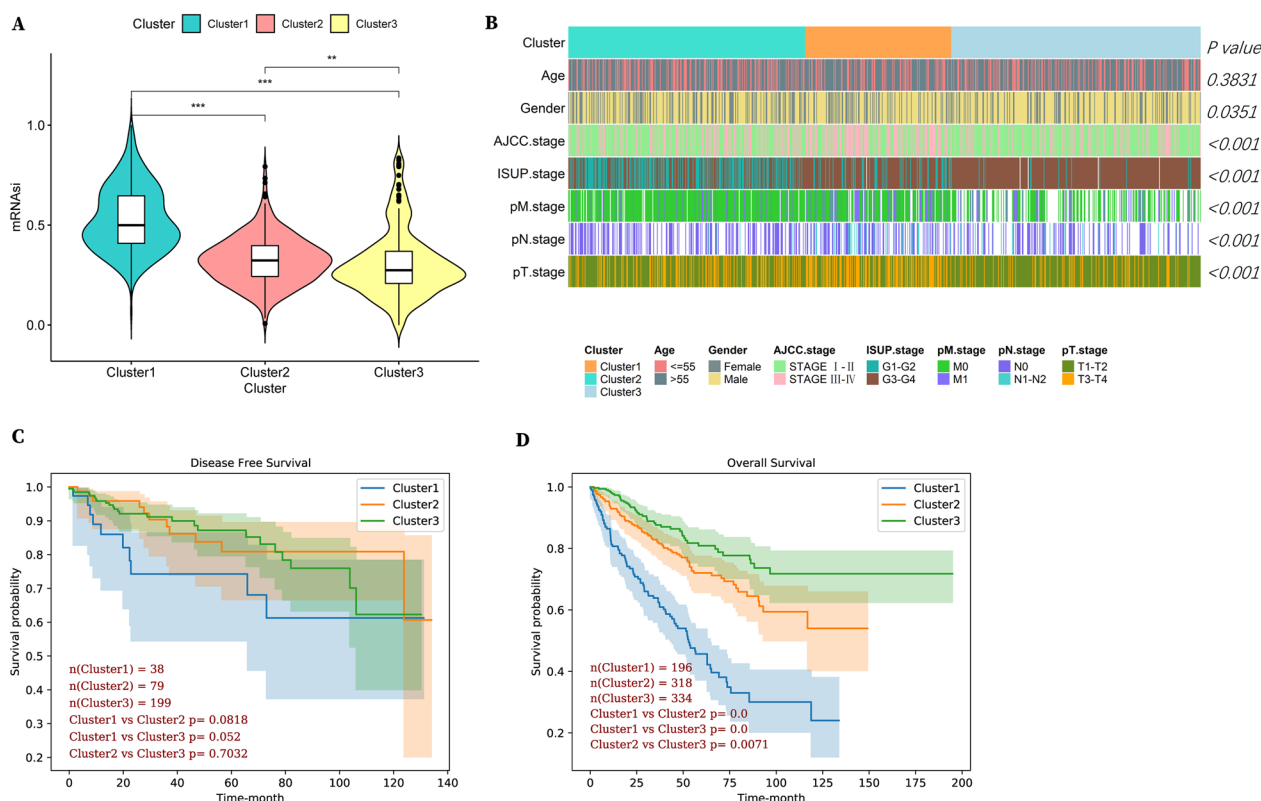 A
Cluster Cluster1 Cluster2 Cluster3
**
***
***
1.0
0.5
0.0
mRNAsi
Cluster1 Cluster2 Cluster3
Cluster
B
P value
Cluster
Age 0.3831
Gender 0.0351
AJCC.stage <0.001
ISUP.stage <0.001
pM.stage <0.001
pN.stage <0.001
pT.stage <0.001
Cluster Age Gender AJCC.stage ISUP.stage pM.stage pN.stage pT.stage
Cluster1 <=55 Female STAGE Ⅰ-Ⅱ G1-G2 M0 N0 T1-T2
Cluster2 >55 Male STAGE Ⅲ-Ⅳ G3-G4 M1 N1-N2 T3-T4
Cluster3
C
Disease Free Survival
Cluster1
Cluster2
Cluster3
1.0
0.9
0.8
0.7
0.6
0.5
0.4
0.3
0.2
Survival probability
n(Cluster1) = 38
n(Cluster2) = 79
n(Cluster3) = 199
Cluster1 vs Cluster2 p= 0.0818
Cluster1 vs Cluster3 p= 0.052
Cluster2 vs Cluster3 p= 0.7032
0 20 40 60 80 100 120 140
Time-month
D
Overall Survival
Cluster1
Cluster2
Cluster3
1.0
0.8
0.6
0.4
0.2
Survival probability
n(Cluster1) = 196
n(Cluster2) = 318
n(Cluster3) = 334
Cluster1 vs Cluster2 p= 0.0
Cluster1 vs Cluster3 p= 0.0
Cluster2 vs Cluster3 p= 0.0071
0 25 50 75 100 125 150 175 200
Time-month